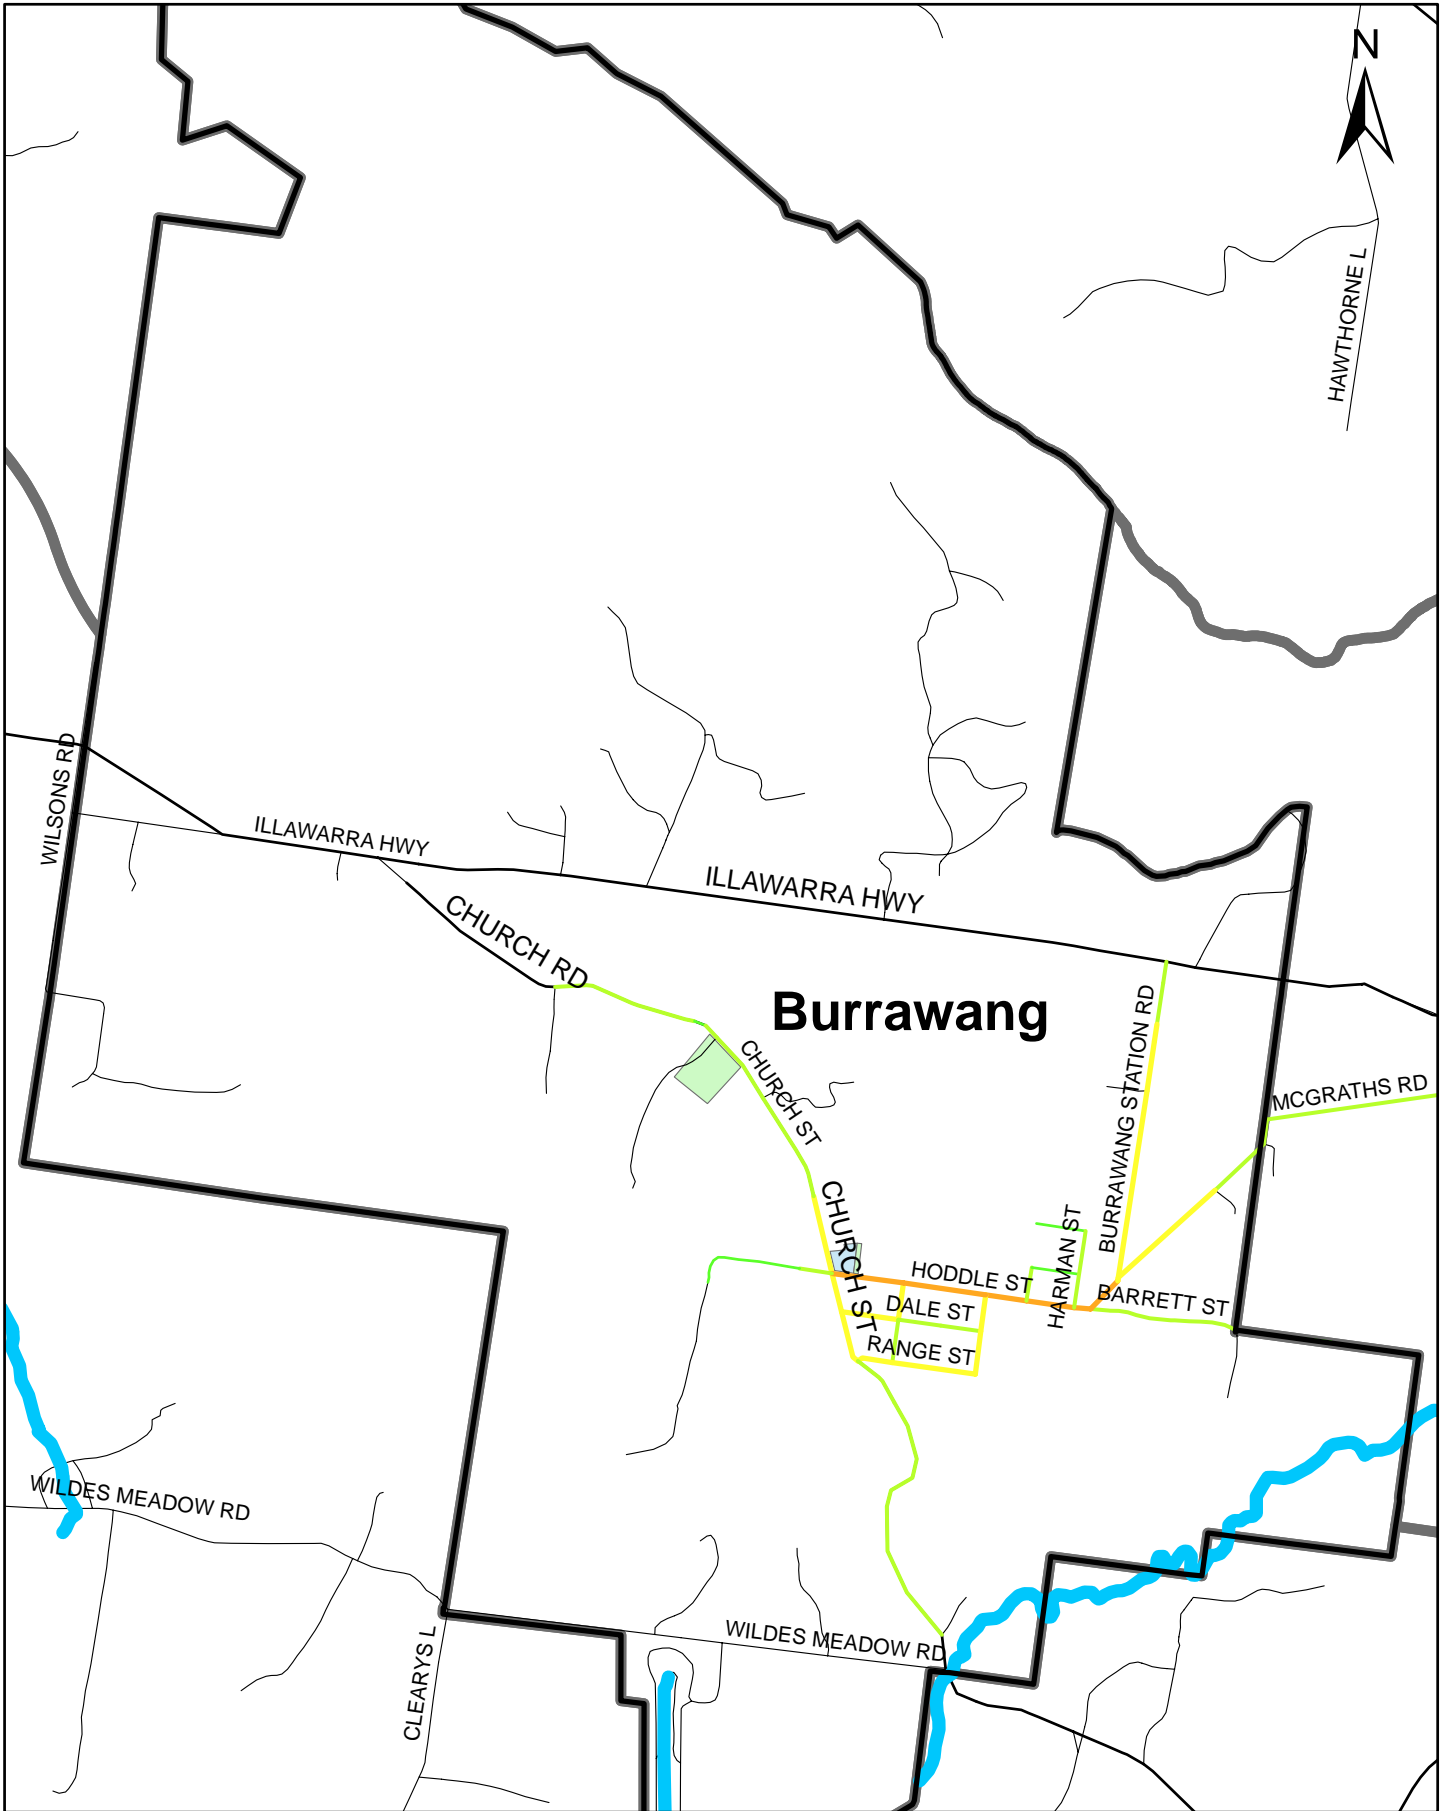 N
HAWTHORNE L
WILSONS RD
ILLAWARRA HWY
ILLAWARRA HWY
CHURCH RD
Burrawang
CHURCH ST
BURRAWANG STATION RD
MCGRATHS RD
CHURCH ST
HARMAN ST
HODDLE ST
BARRETT ST
DALE ST
RANGE ST
WILDES MEADOW RD
WILDES MEADOW RD
CLEARYS L